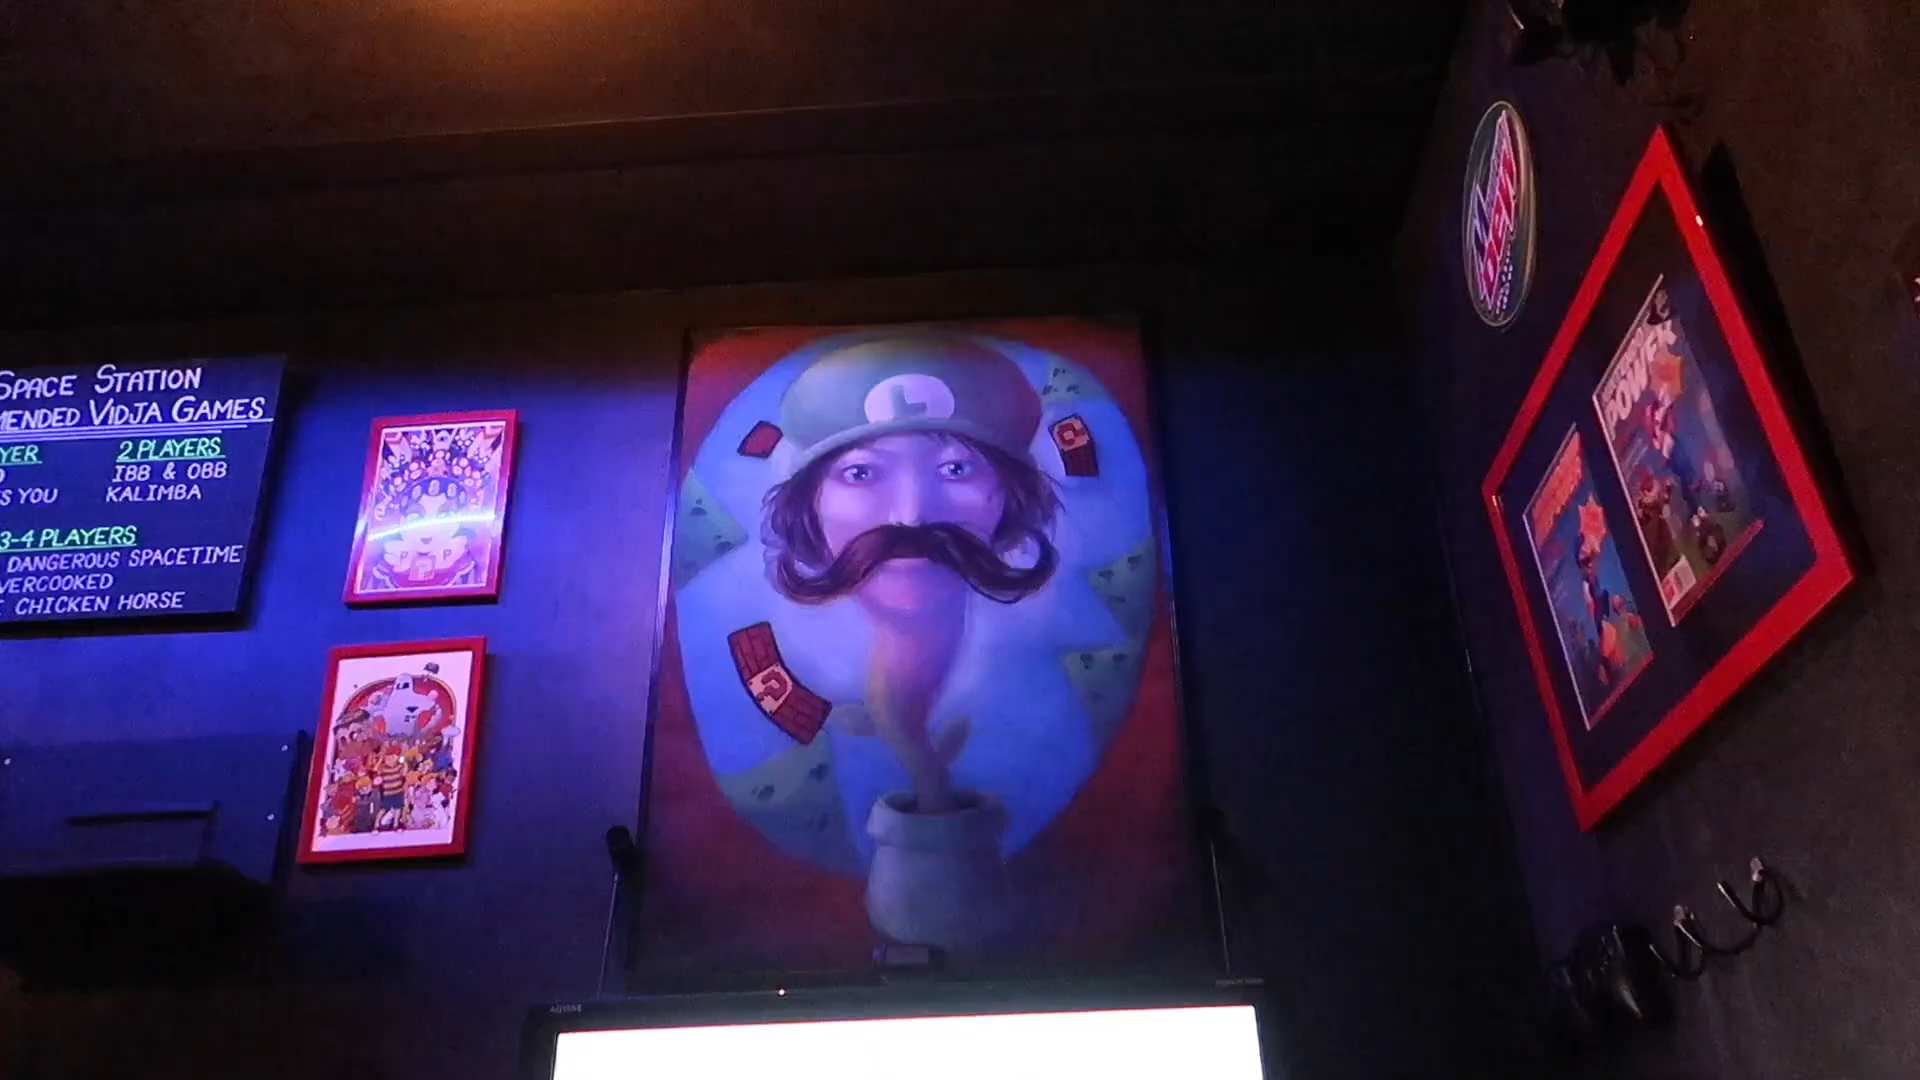 SPACE STATION
MENDED VIDJA GAMES
YER
2 PLAYERS
IBB & OBB
S YOU
KALIMBA
3-4 PLAYERS
DANGEROUS SPACETIME
VERCOOKED
CHICKEN HORSE
L
P P
DEW
POWER